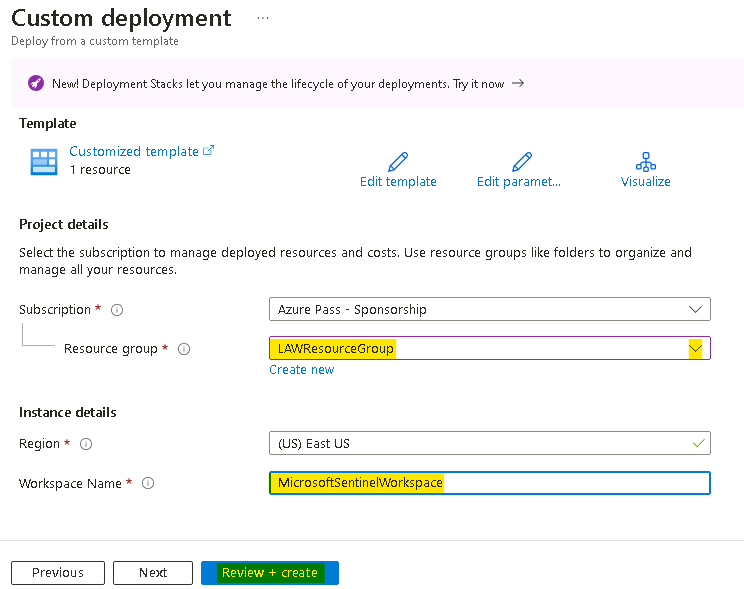 Custom deployment ...
Deploy from a custom template
New! Deployment Stacks let you manage the lifecycle of your deployments. Try it now →
Template
Customized template
1 resource
Edit template
Edit paramet...
Visualize
Project details
Select the subscription to manage deployed resources and costs. Use resource groups like folders to organize and
manage all your resources.
Subscription *
Azure Pass - Sponsorship
Resource group *
LAWResourceGroup
Create new
Instance details
Region *
(US) East US
Workspace Name *
MicrosoftSentinelWorkspace
Previous
Next
Review + create